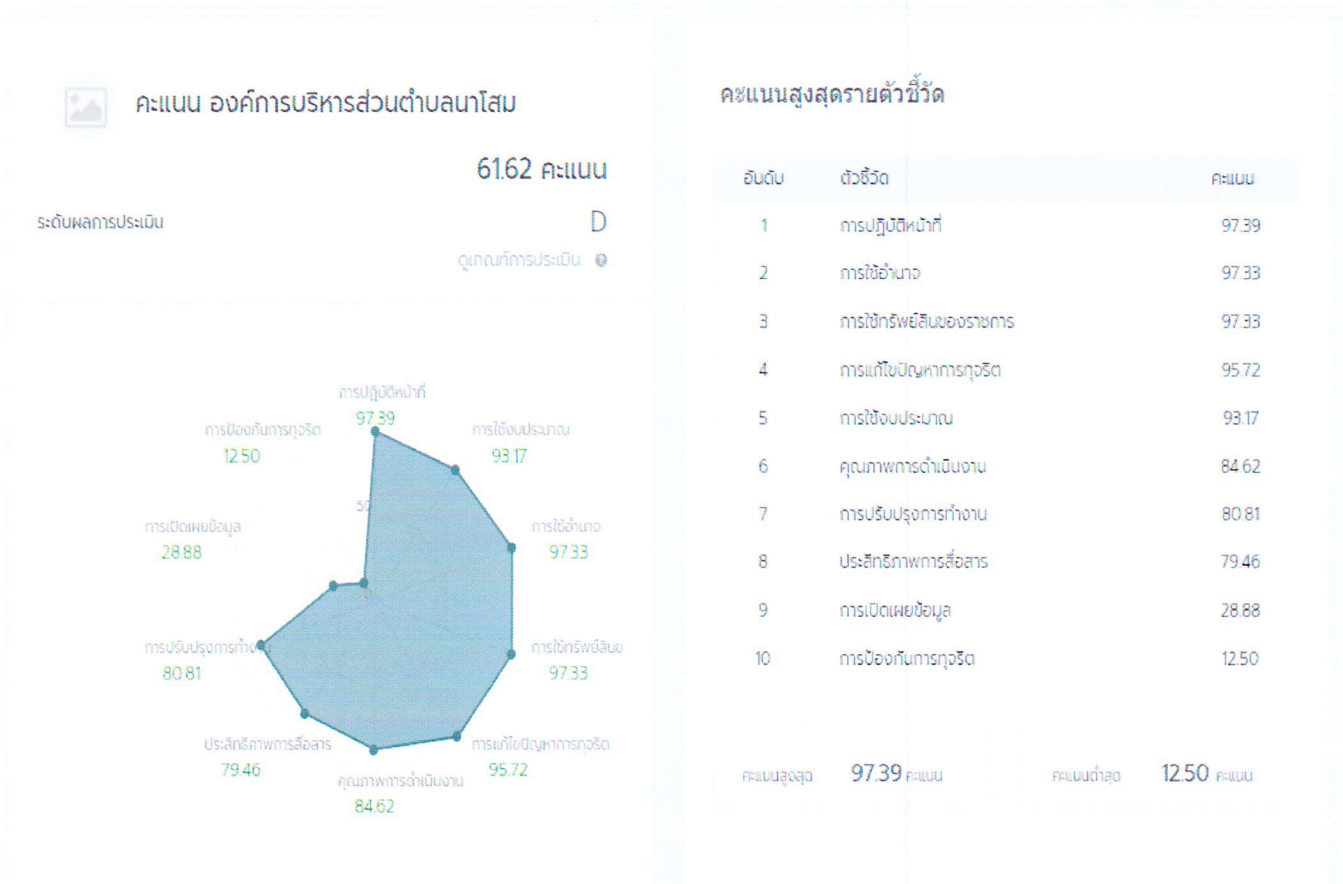 คะแนน องค์การบริหารส่วนตำบลนาโสม
61.62 คะแนน
ระดับผลการประเมิน D
ดูเกณฑ์การประเมิน
การปฏิบัติหน้าที่
97.39
การป้องกันการทุจริต
12.50
การใช้งบประมาณ
93.17
50
การเปิดเผยข้อมูล
28.88
การใช้อำนาจ
97.33
การปรับปรุงการทำงาน
80.81
การใช้ทรัพย์สินข
97.33
ประสิทธิภาพการสื่อสาร
79.46
การแก้ไขปัญหาการทุจริต
95.72
คุณภาพการดำเนินงาน
84.62
คะแนนสูงสุดรายตัวชี้วัด
อันดับ ตัวชี้วัด คะแนน
1 การปฏิบัติหน้าที่ 97.39
2 การใช้อำนาจ 97.33
3 การใช้ทรัพย์สินของราชการ 97.33
4 การแก้ไขปัญหาการทุจริต 95.72
5 การใช้งบประมาณ 93.17
6 คุณภาพการดำเนินงาน 84.62
7 การปรับปรุงการทำงาน 80.81
8 ประสิทธิภาพการสื่อสาร 79.46
9 การเปิดเผยข้อมูล 28.88
10 การป้องกันการทุจริต 12.50
คะแนนสูงสุด 97.39 คะแนน คะแนนต่ำสุด 12.50 คะแนน